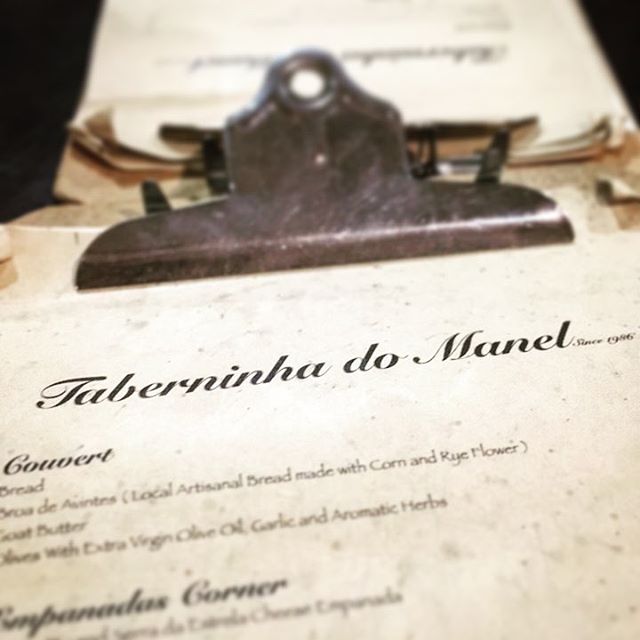 Taberninha do Manel Since 1986
Couvert
Bread
Broa de Avintes ( Local Artisanal Bread made with Corn and Rye Flower )
Goat Butter
Olives With Extra Virgin Olive Oil, Garlic and Aromatic Herbs
Empanadas Corner
Serra da Estrela Cheese Empanada